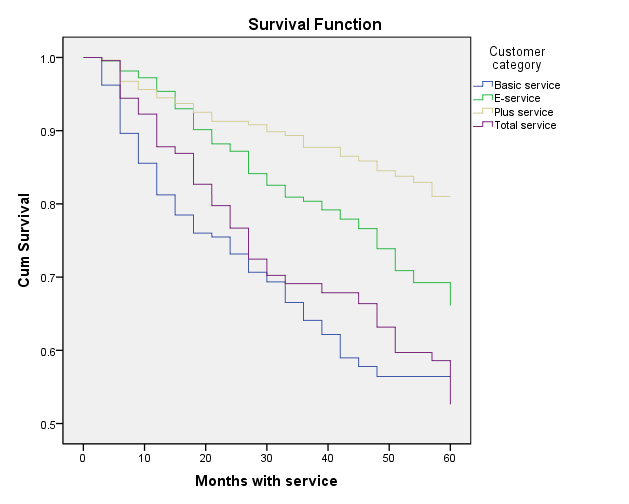 Survival Function
Customer
category
Basic service
E-service
Plus service
Total service
1.0
0.9
0.8
0.7
0.6
0.5
Cum Survival
0
10
20
30
40
50
60
Months with service